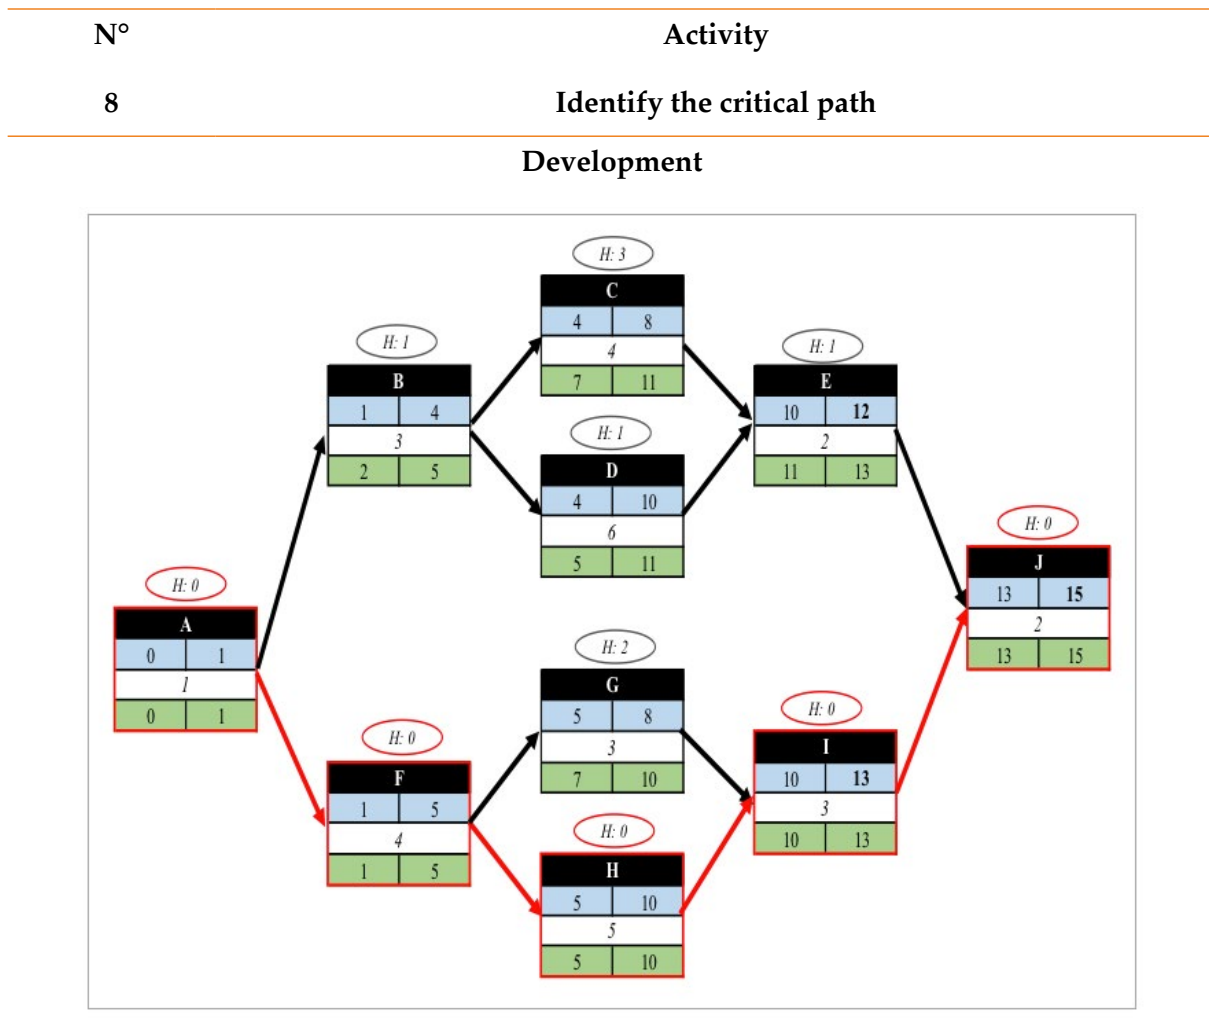 N° Activity
8 Identify the critical path
Development
H: 3
C
4 8
4
7 11
H: 1
B
1 4
3
2 5
H: 1
E
10 12
2
11 13
H: 1
D
4 10
6
5 11
H: 0
J
13 15
2
13 15
H: 0
A
0 1
1
0 1
H: 2
G
5 8
3
7 10
H: 0
F
1 5
4
1 5
H: 0
I
10 13
3
10 13
H: 0
H
5 10
5
5 10